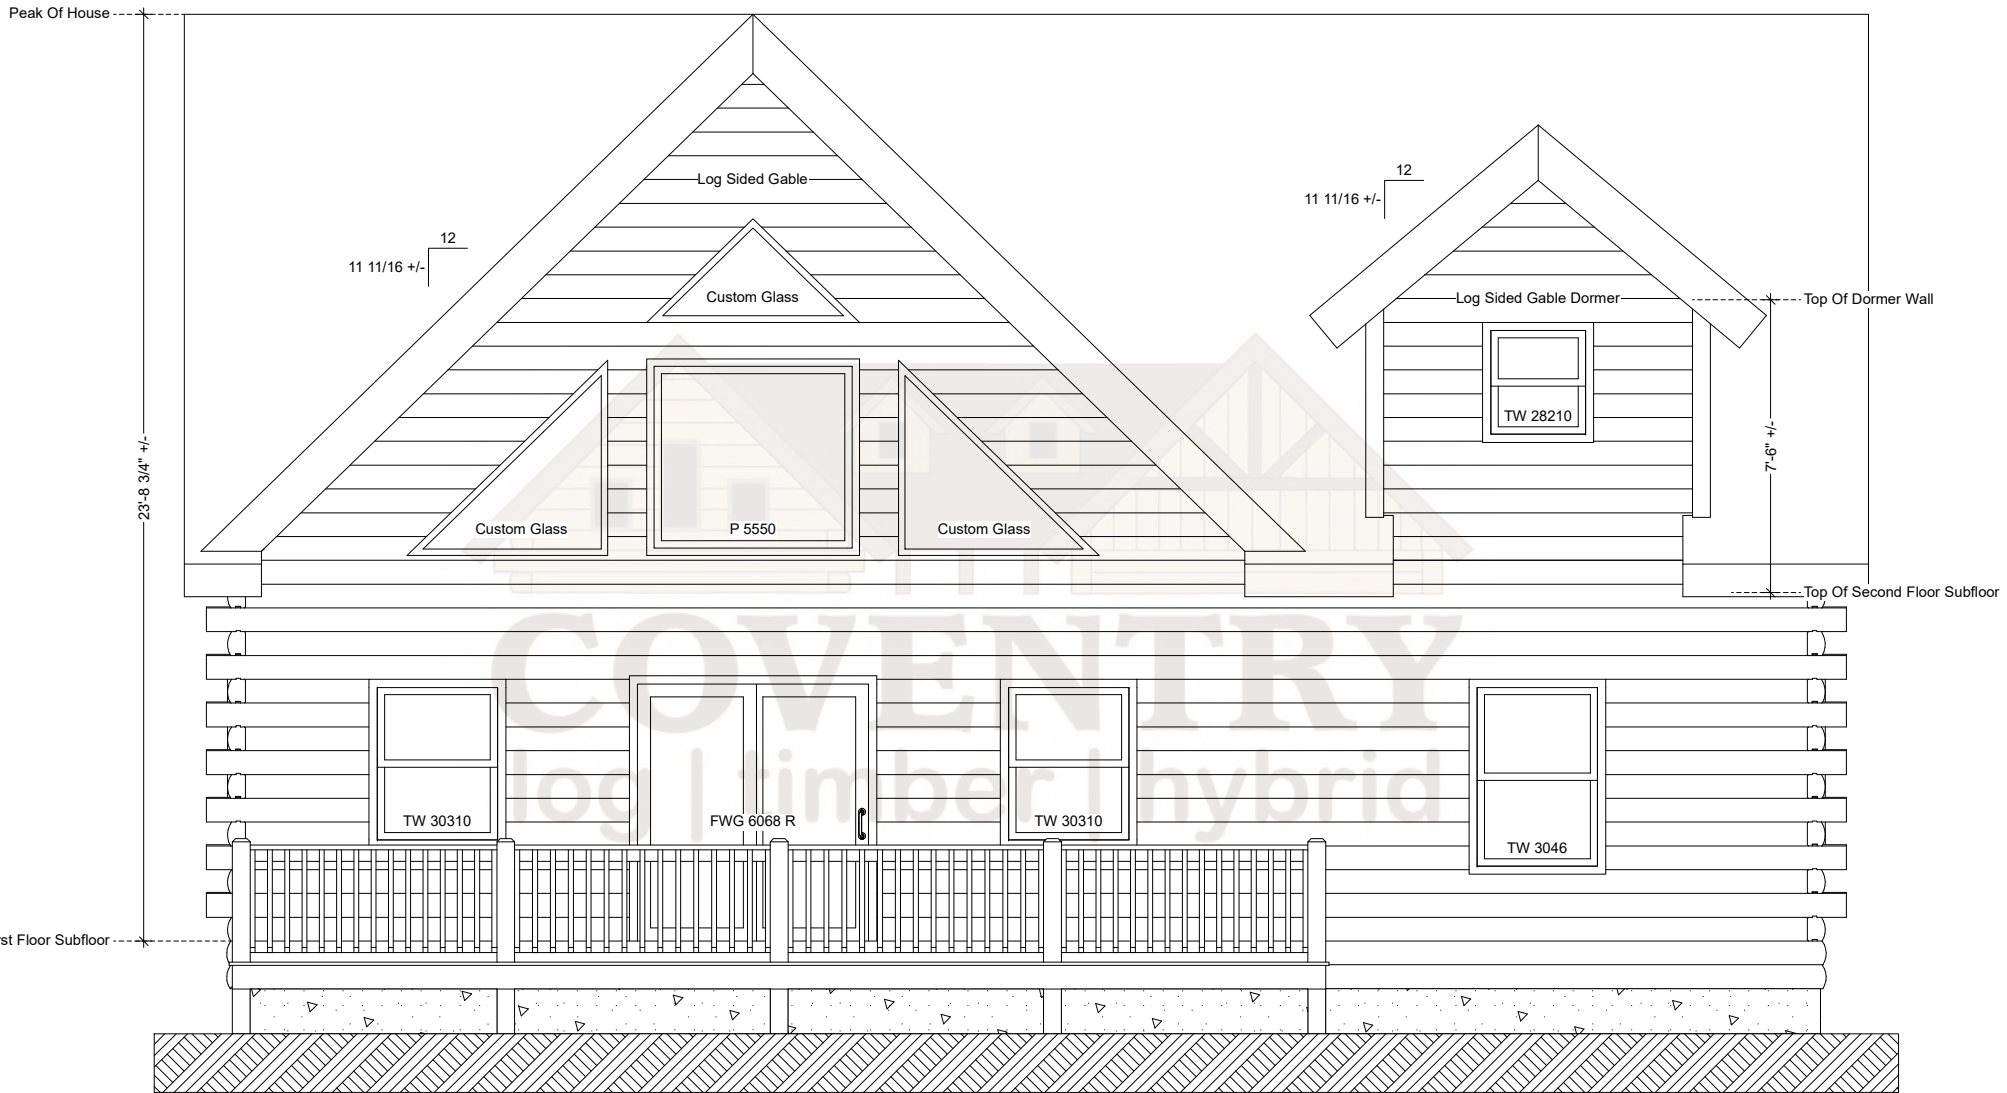 Peak Of House
12
11 11/16 +/-
Log Sided Gable
12
11 11/16 +/-
Custom Glass
Log Sided Gable Dormer
Top Of Dormer Wall
TW 28210
7'-6" +/-
23'-8 3/4" +/-
Custom Glass
P 5550
Custom Glass
Top Of Second Floor Subfloor
COVENTRY
log | timber | hybrid
TW 30310
FWG 6068 R
TW 30310
TW 3046
rst Floor Subfloor